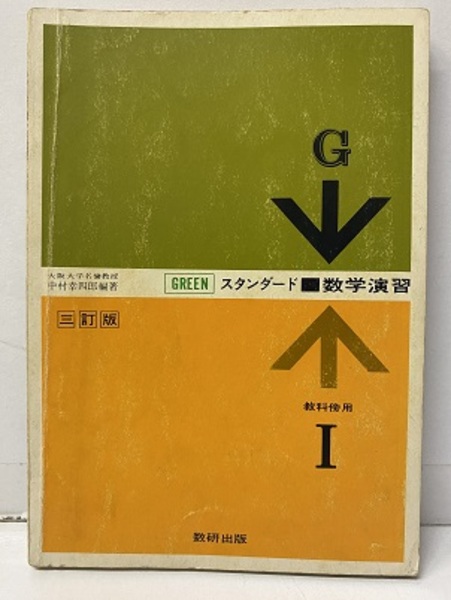 G
大阪大学名誉教授
中村幸四郎編著
GREEN スタンダード 数学演習
三訂版
教科傍用
I
数研出版